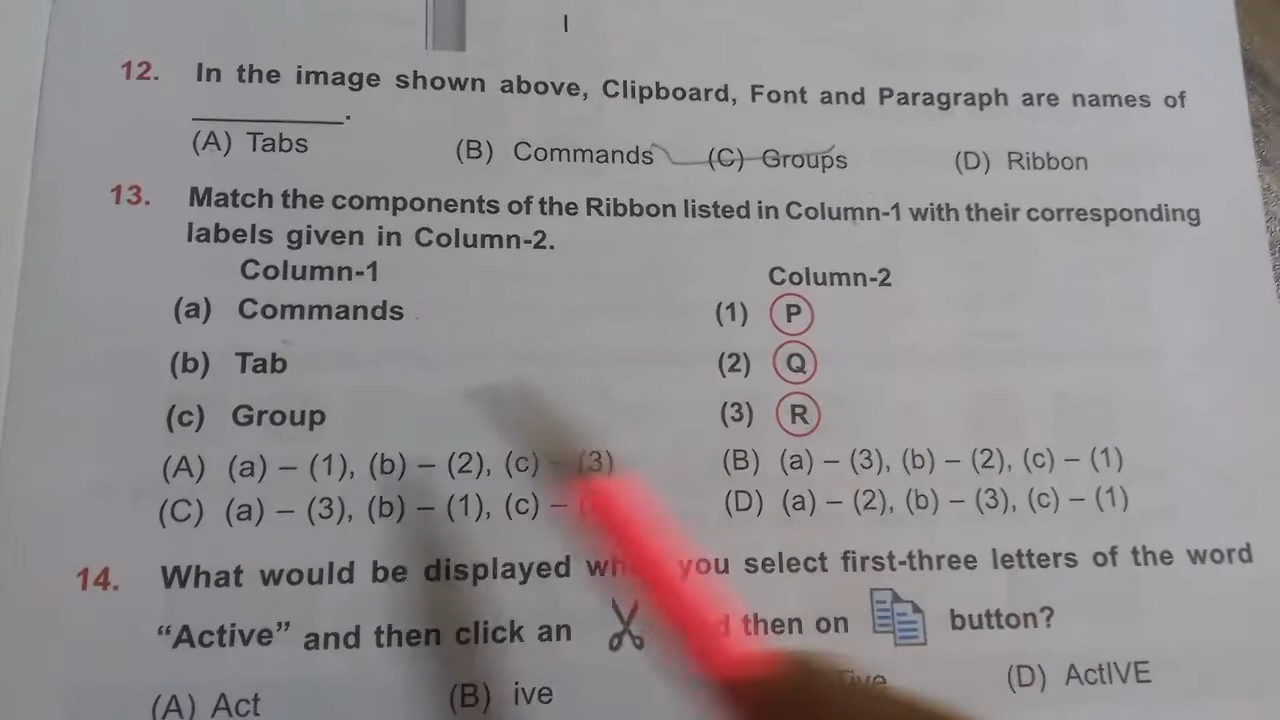 12. In the image shown above, Clipboard, Font and Paragraph are names of
____________.
(A) Tabs (B) Commands (C) Groups (D) Ribbon
13. Match the components of the Ribbon listed in Column-1 with their corresponding
labels given in Column-2.
Column-1 Column-2
(a) Commands (1) P
(b) Tab (2) Q
(c) Group (3) R
(A) (a) – (1), (b) – (2), (c) – (3) (B) (a) – (3), (b) – (2), (c) – (1)
(C) (a) – (3), (b) – (1), (c) – (D) (a) – (2), (b) – (3), (c) – (1)
14. What would be displayed you select first-three letters of the word
“Active” and then click an then on button?
(A) Act (B) ive (D) ActIVE